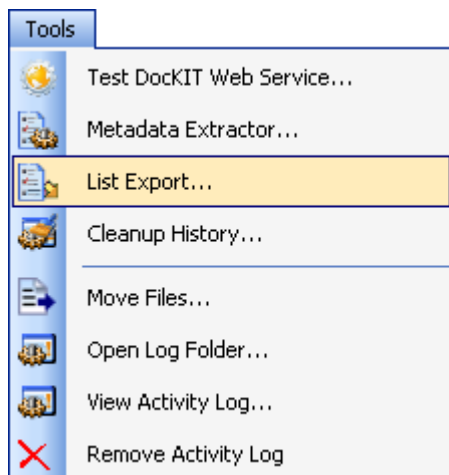 Tools
Test DocKIT Web Service...
Metadata Extractor...
List Export...
Cleanup History...
Move Files...
Open Log Folder...
View Activity Log...
Remove Activity Log